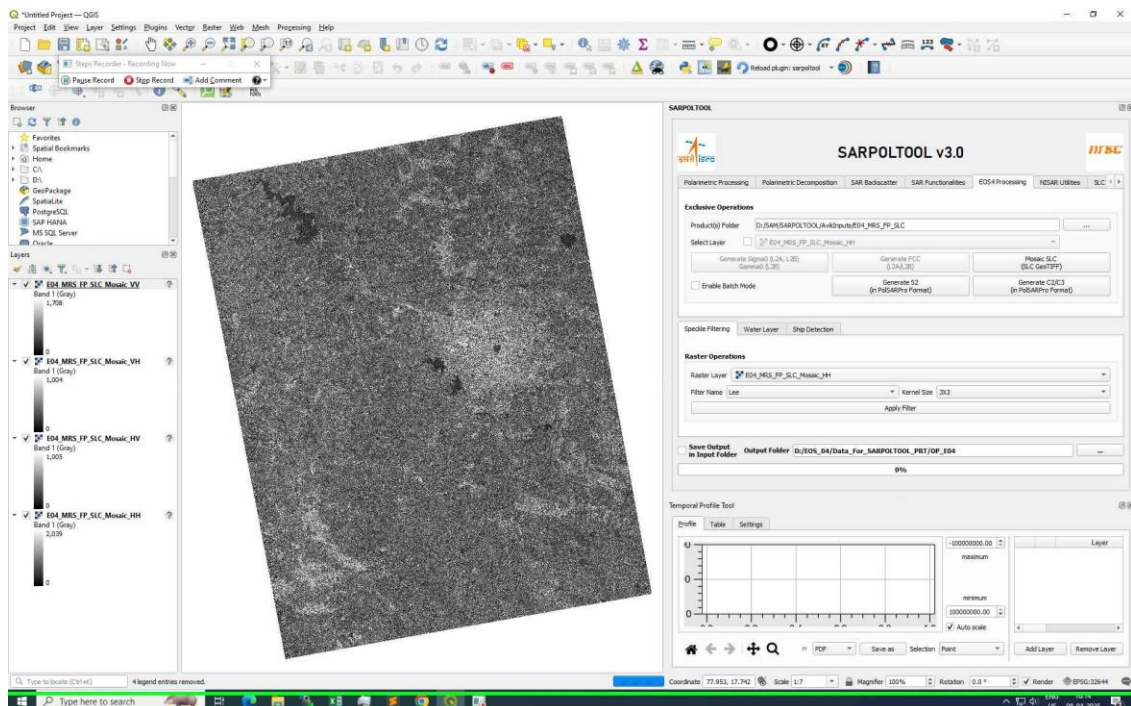 *Untitled Project — QGIS
Project Edit View Layer Settings Plugins Vector Raster Web Mesh Processing Help
Steps Recorder - Recording Now
Pause Record Stop Record Add Comment
Reload plugin: sarpoltool
Browser
Favorites
Spatial Bookmarks
Home
C:\
D:\
GeoPackage
SpatiaLite
PostgreSQL
SAP HANA
MS SQL Server
Oracle
Layers
E04_MRS_FP_SLC_Mosaic_VV
Band 1 (Gray)
1,708
0
E04_MRS_FP_SLC_Mosaic_VH
Band 1 (Gray)
1,004
0
E04_MRS_FP_SLC_Mosaic_HV
Band 1 (Gray)
1,005
0
E04_MRS_FP_SLC_Mosaic_HH
Band 1 (Gray)
2,039
0
SARPOLTOOL
इसरो isro
SARPOLTOOL v3.0
nrsc
Polarimetric Processing Polarimetric Decomposition SAR Backscatter SAR Functionalities EOS4 Processing NISAR Utilities SLC
Exclusive Operations
Product(s) Folder D:/SAM/SARPOLTOOL/AvikInputs/E04_MRS_FP_SLC ...
Select Layer E04_MRS_FP_SLC_Mosaic_HH
Generate Sigma0 (L2A, L2B) Gamma0 (L2B)
Generate FCC (L2A/L2B)
Mosaic SLC (SLC GeoTIFF)
Enable Batch Mode
Generate S2 (in PolSARPro Format)
Generate C2/C3 (in PolSARPro Format)
Speckle Filtering Water Layer Ship Detection
Raster Operations
Raster Layer E04_MRS_FP_SLC_Mosaic_HH
Filter Name Lee Kernel Size 3X3
Apply Filter
Save Output in Input Folder Output Folder D:/EOS_04/Data_For_SARPOLTOOL_PRT/OP_E04 ...
0%
Temporal Profile Tool
Profile Table Settings
-100000000.00
maximum
minimum
100000000.00
Auto scale
Layer
PDF Save as Selection Point Add Layer Remove Layer
Type to locate (Ctrl+K) 4 legend entries removed.
Coordinate 77.953, 17.742 Scale 1:7 Magnifier 100% Rotation 0.0 ° Render EPSG:32644
Type here to search